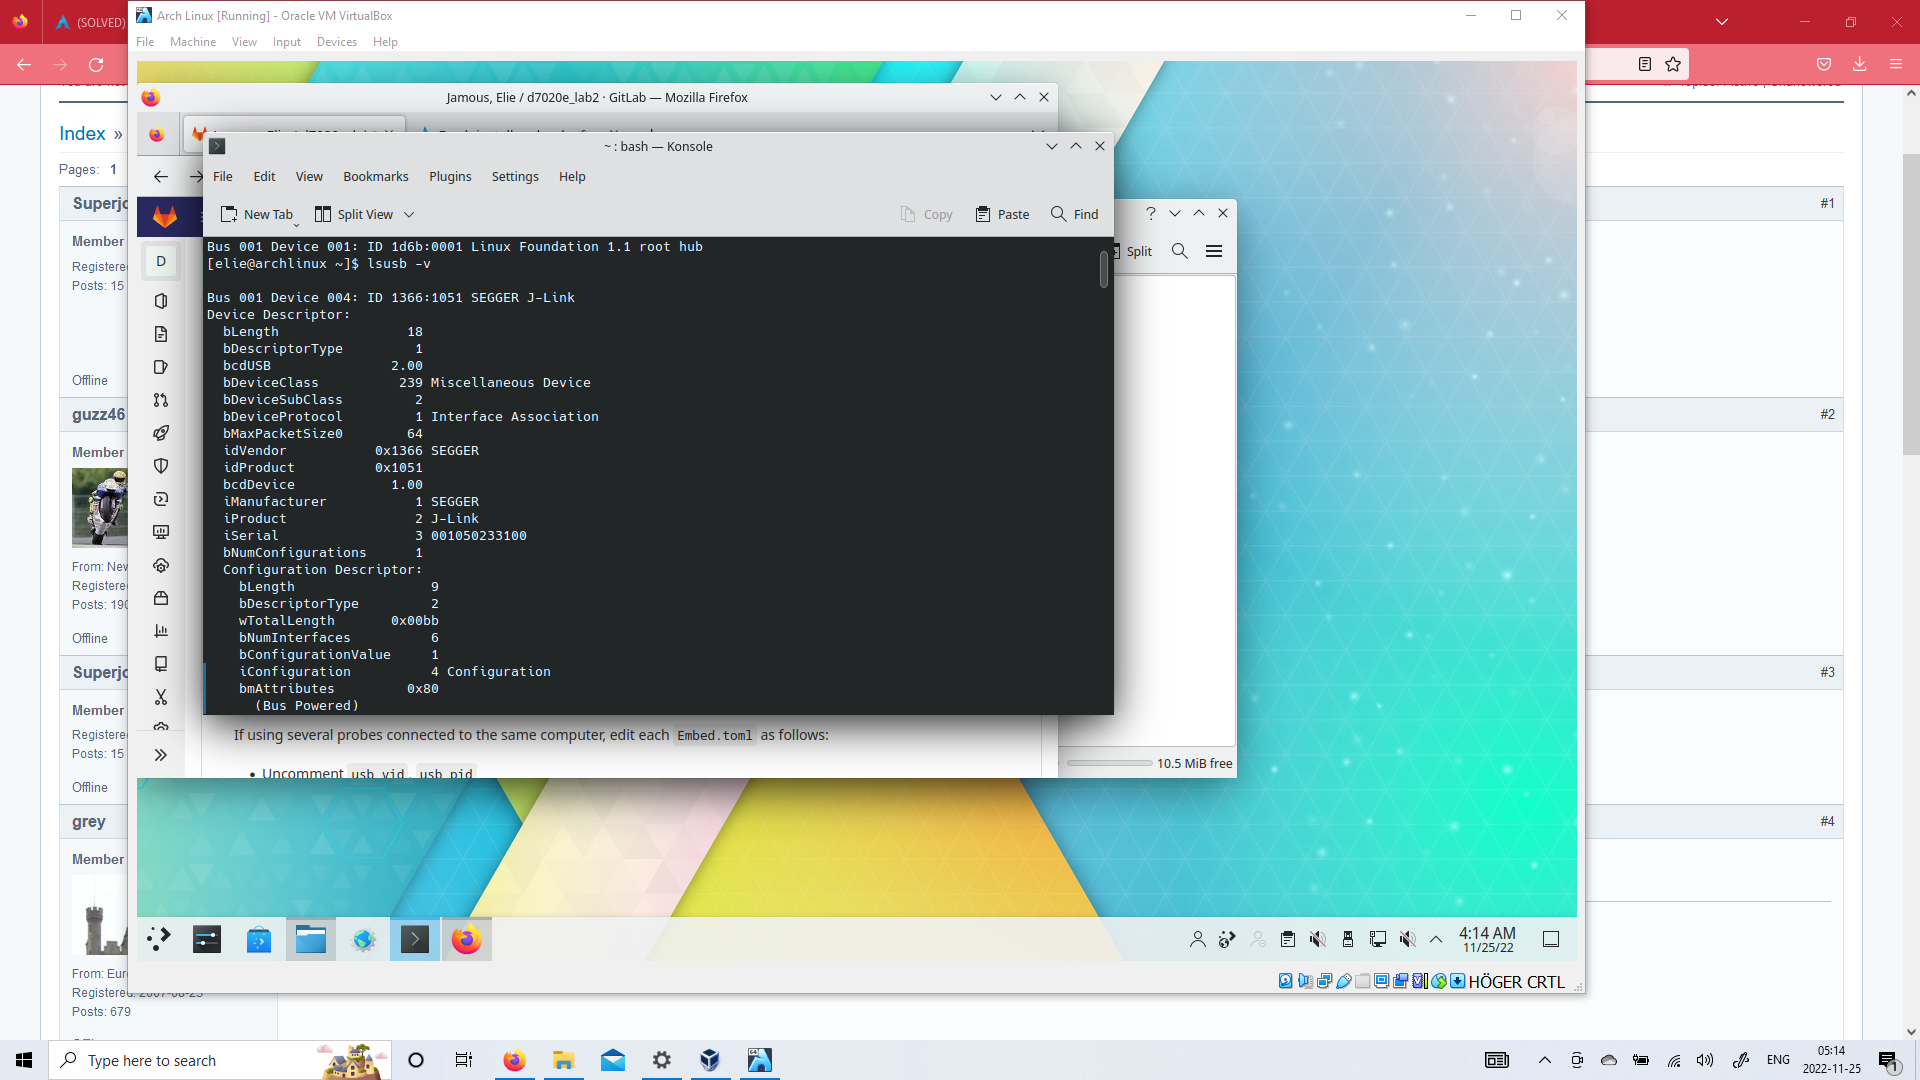 (SOLVED)
Arch Linux [Running] - Oracle VM VirtualBox
File Machine View Input Devices Help
Jamous, Elie / d7020e_lab2 · GitLab — Mozilla Firefox
~ : bash — Konsole
File Edit View Bookmarks Plugins Settings Help
New Tab Split View Copy Paste Find
Bus 001 Device 001: ID 1d6b:0001 Linux Foundation 1.1 root hub
[elie@archlinux ~]$ lsusb -v
Bus 001 Device 004: ID 1366:1051 SEGGER J-Link
Device Descriptor:
bLength 18
bDescriptorType 1
bcdUSB 2.00
bDeviceClass 239 Miscellaneous Device
bDeviceSubClass 2
bDeviceProtocol 1 Interface Association
bMaxPacketSize0 64
idVendor 0x1366 SEGGER
idProduct 0x1051
bcdDevice 1.00
iManufacturer 1 SEGGER
iProduct 2 J-Link
iSerial 3 001050233100
bNumConfigurations 1
Configuration Descriptor:
bLength 9
bDescriptorType 2
wTotalLength 0x00bb
bNumInterfaces 6
bConfigurationValue 1
iConfiguration 4 Configuration
bmAttributes 0x80
(Bus Powered)
If using several probes connected to the same computer, edit each Embed.toml as follows:
• Uncomment usb_vid, usb_pid
D
Split
10.5 MiB free
Index »
Pages: 1
Superjo
#1
Member
Registere
Posts: 15
Offline
guzz46
#2
Member
From: New
Registere
Posts: 190
Offline
Superjo
#3
Member
Registere
Posts: 15
Offline
grey
#4
Member
From: Eur
Registered: 2007-08-23
Posts: 679
4:14 AM
11/25/22
HÖGER CRTL
Type here to search
ENG
05:14
2022-11-25
1